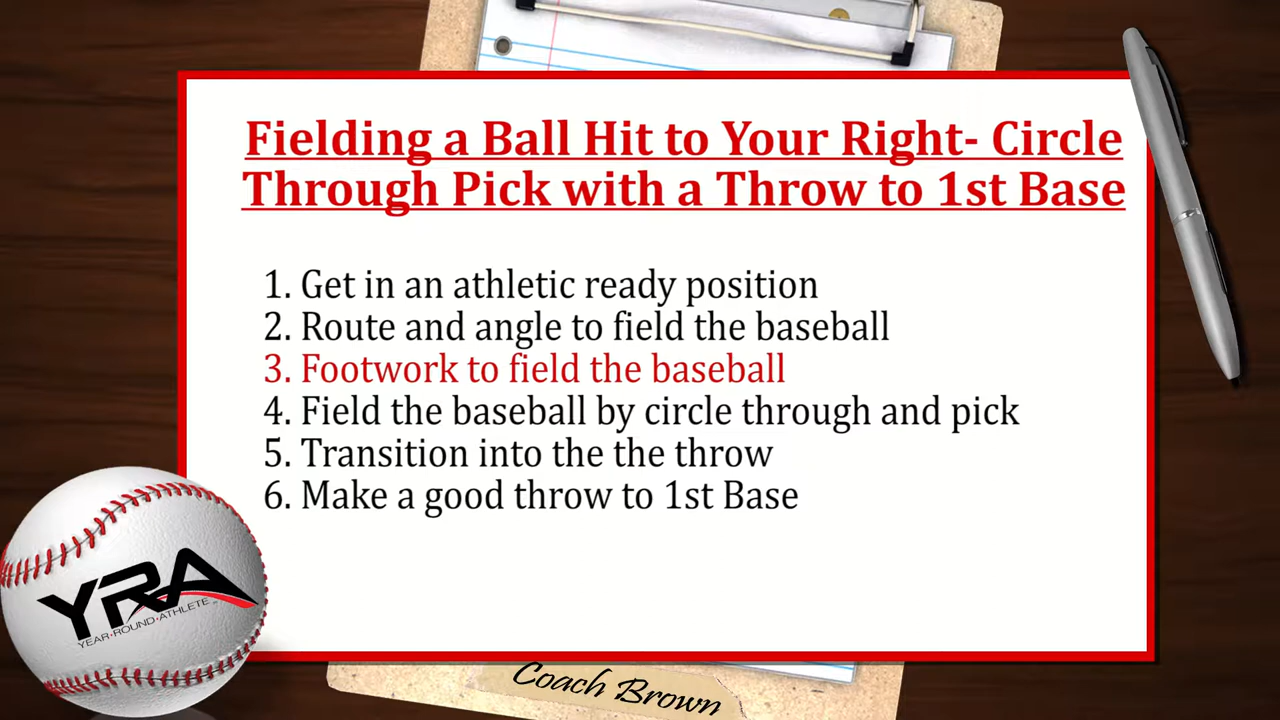 Fielding a Ball Hit to Your Right- Circle
Through Pick with a Throw to 1st Base
1. Get in an athletic ready position
2. Route and angle to field the baseball
3. Footwork to field the baseball
4. Field the baseball by circle through and pick
5. Transition into the the throw
6. Make a good throw to 1st Base
YRA
YEAR·ROUND·ATHLETE
Coach Brown